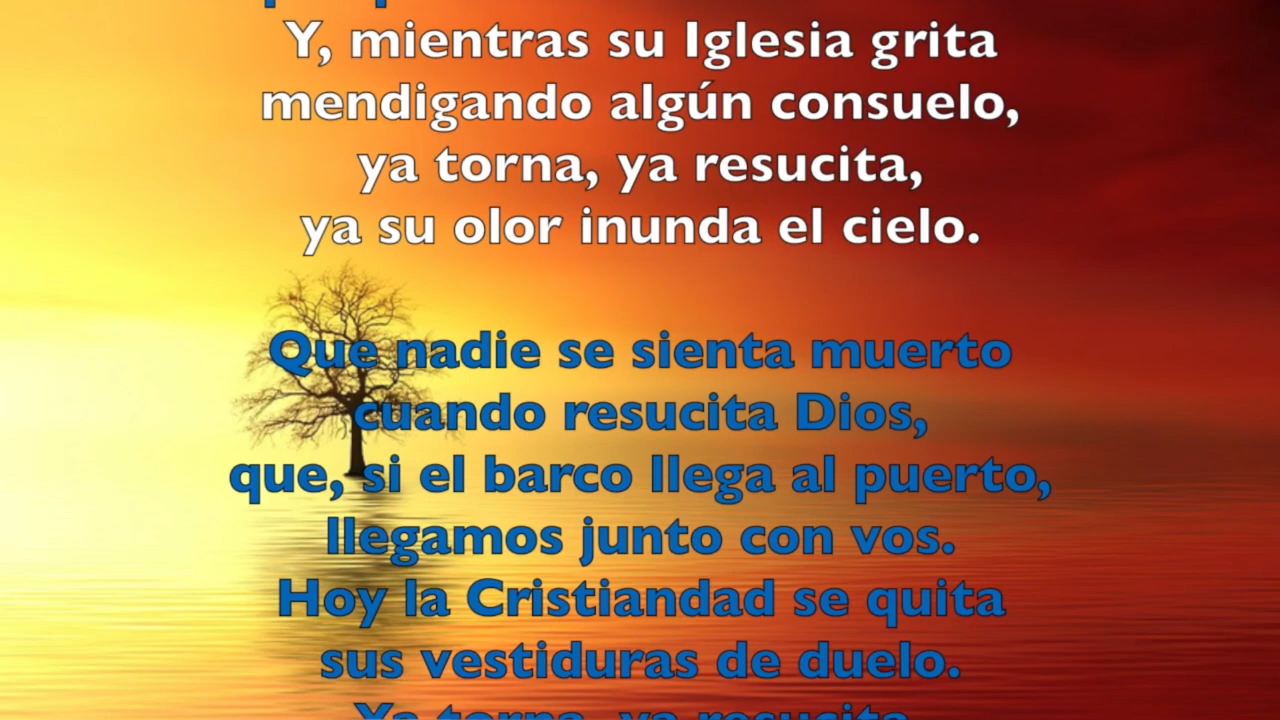 Y, mientras su Iglesia grita
mendigando algún consuelo,
ya torna, ya resucita,
ya su olor inunda el cielo.
Que nadie se sienta muerto
cuando resucita Dios,
que, si el barco llega al puerto,
llegamos junto con vos.
Hoy la Cristiandad se quita
sus vestiduras de duelo.
Ya torna, ya resucita,